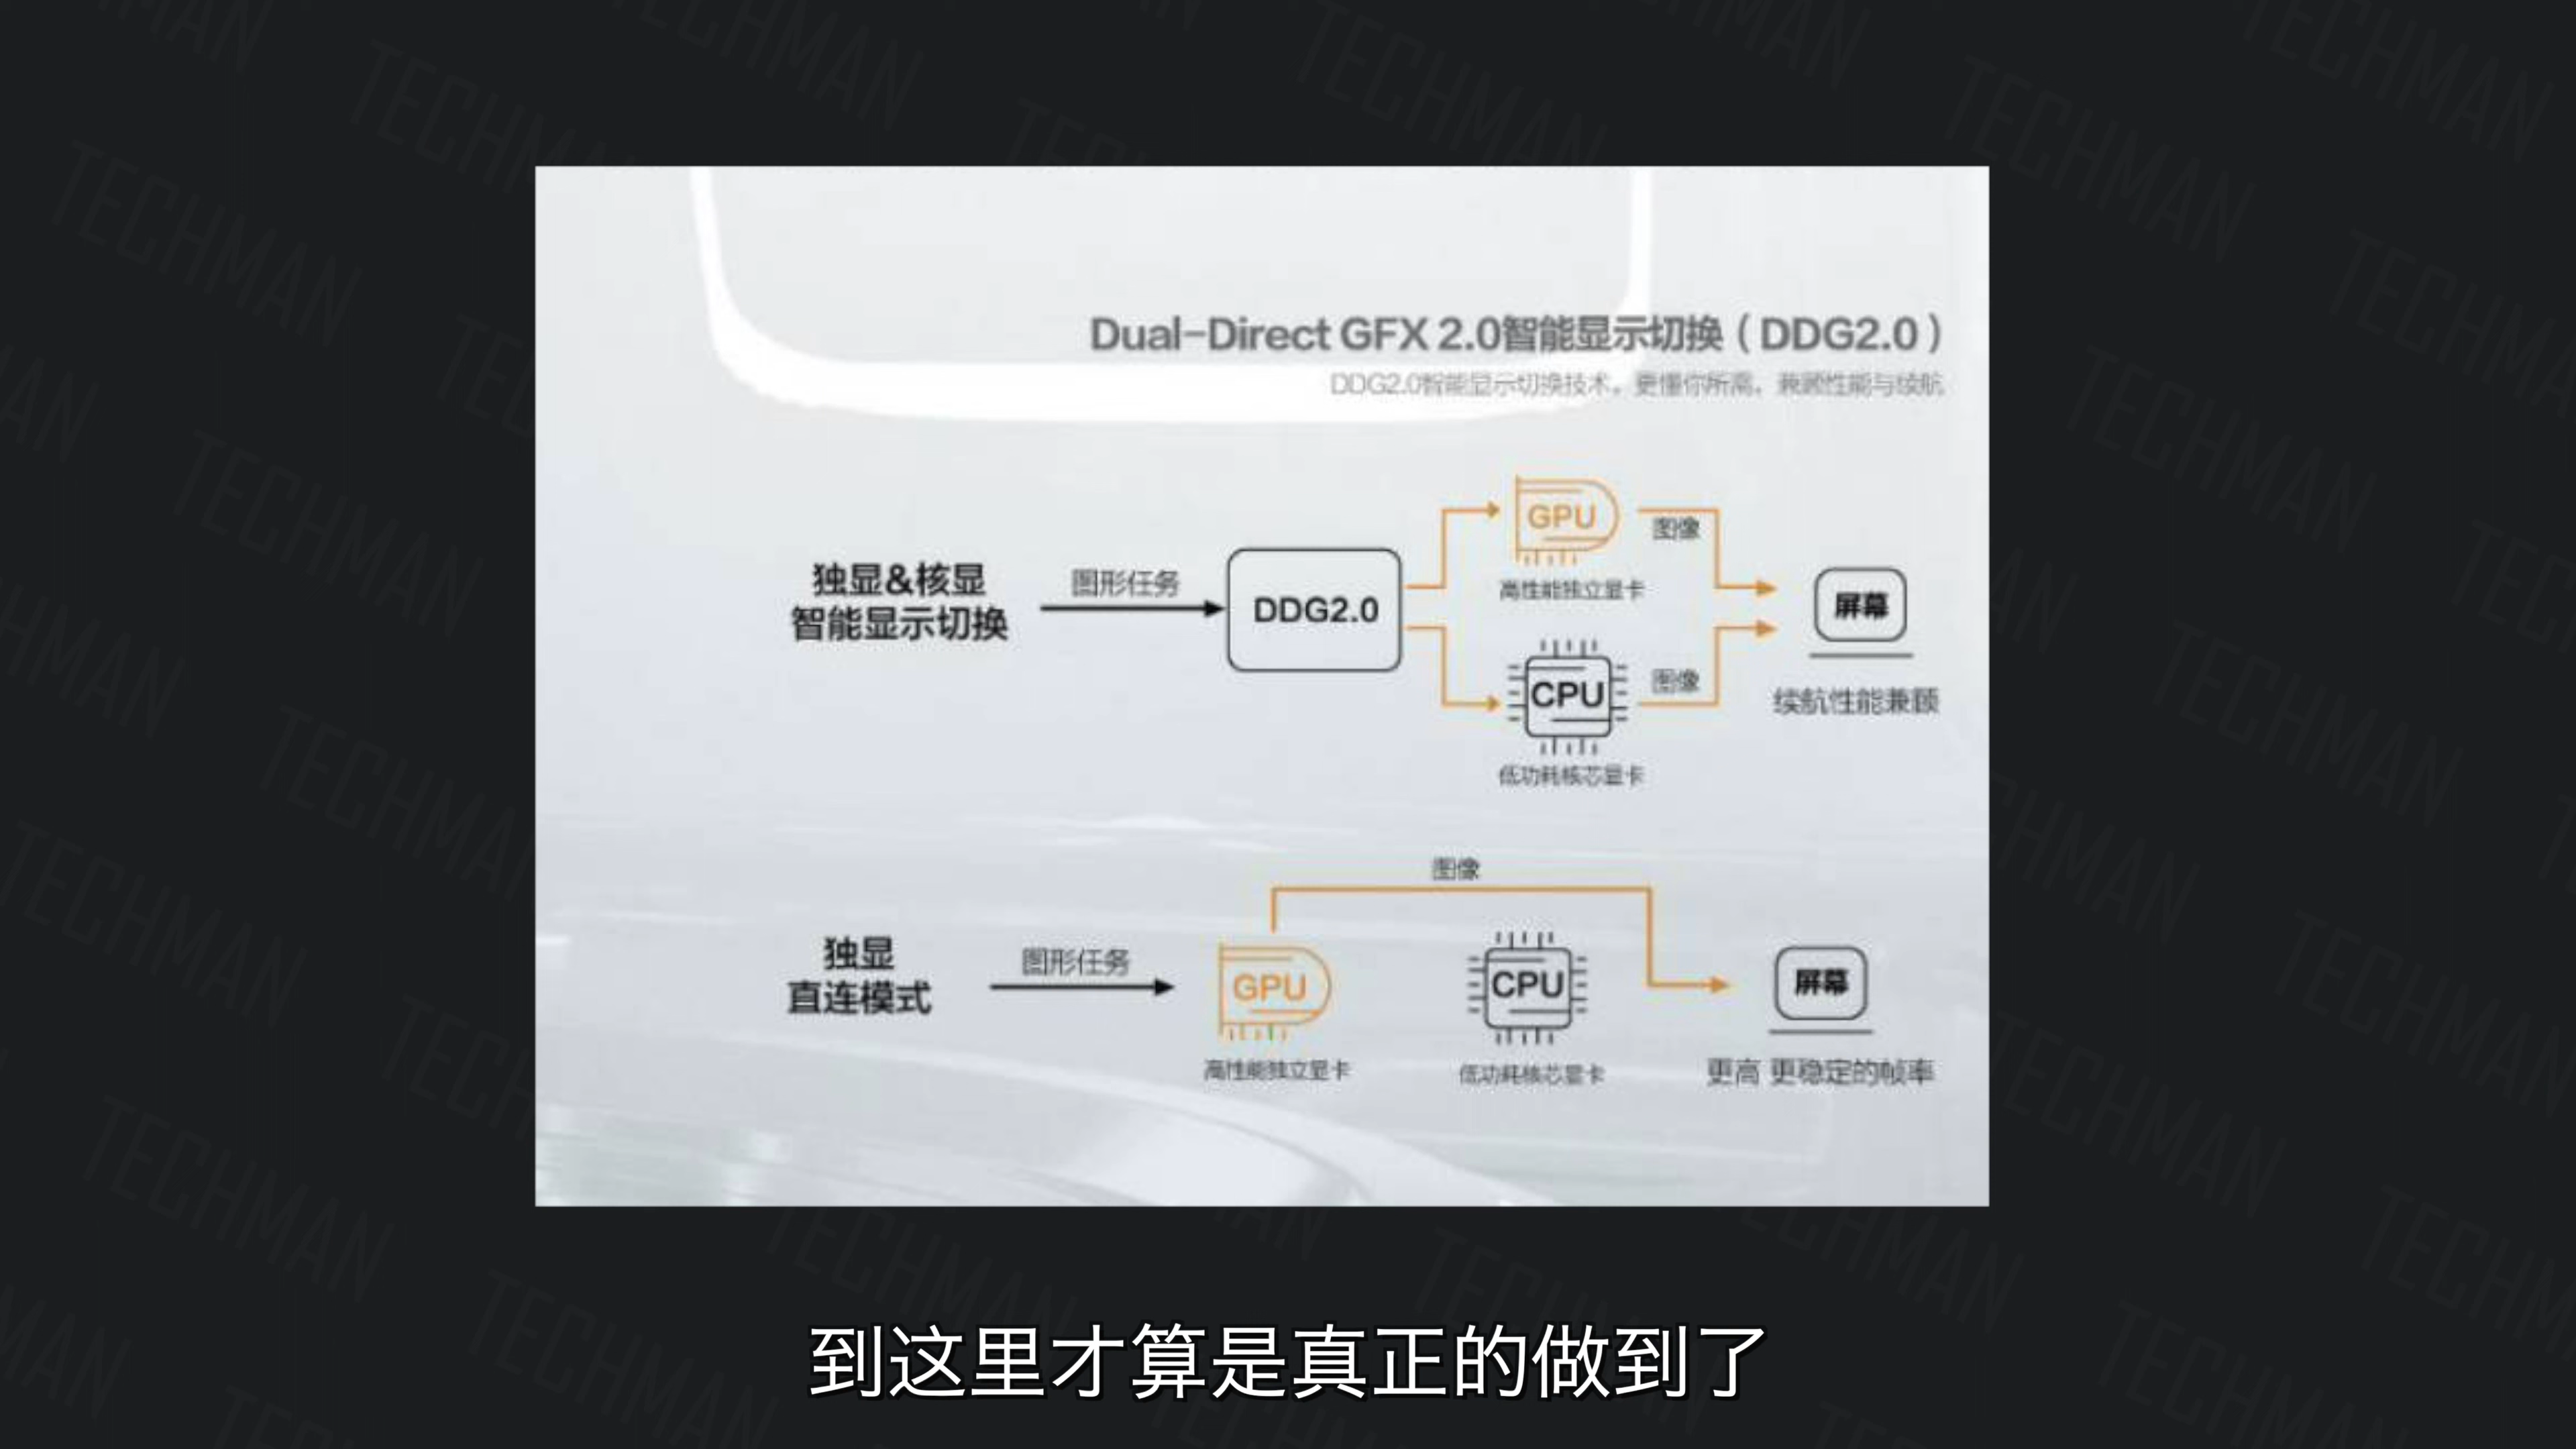 Dual-Direct GFX 2.0智能显示切换（DDG2.0）
DDG2.0智能显示切换技术，更懂你所需，兼顾性能与续航
独显&核显
智能显示切换
图形任务
DDG2.0
GPU
高性能独立显卡
图像
CPU
低功耗核芯显卡
图像
屏幕
续航性能兼顾
独显
直连模式
图形任务
GPU
高性能独立显卡
图像
CPU
低功耗核芯显卡
屏幕
更高 更稳定的帧率
到这里才算是真正的做到了
TECHMAN